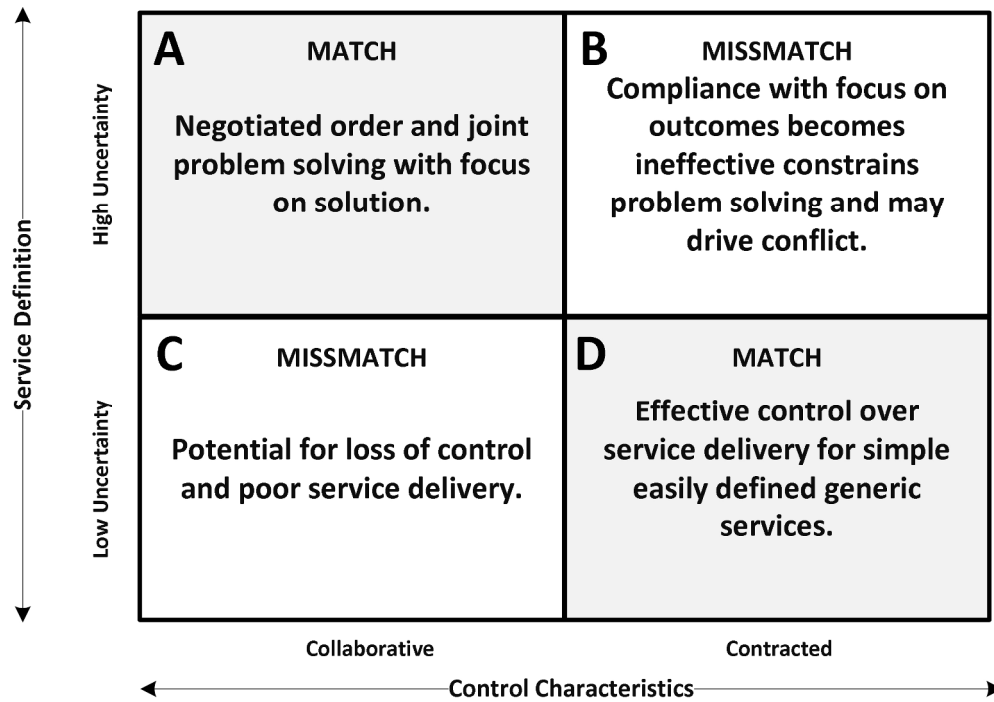 A
MATCH
Negotiated order and joint
problem solving with focus
on solution.
B
MISSMATCH
Compliance with focus on
outcomes becomes
ineffective constrains
problem solving and may
drive conflict.
C
MISSMATCH
Potential for loss of control
and poor service delivery.
D
MATCH
Effective control over
service delivery for simple
easily defined generic
services.
Service Definition
High Uncertainty
Low Uncertainty
Collaborative
Contracted
Control Characteristics